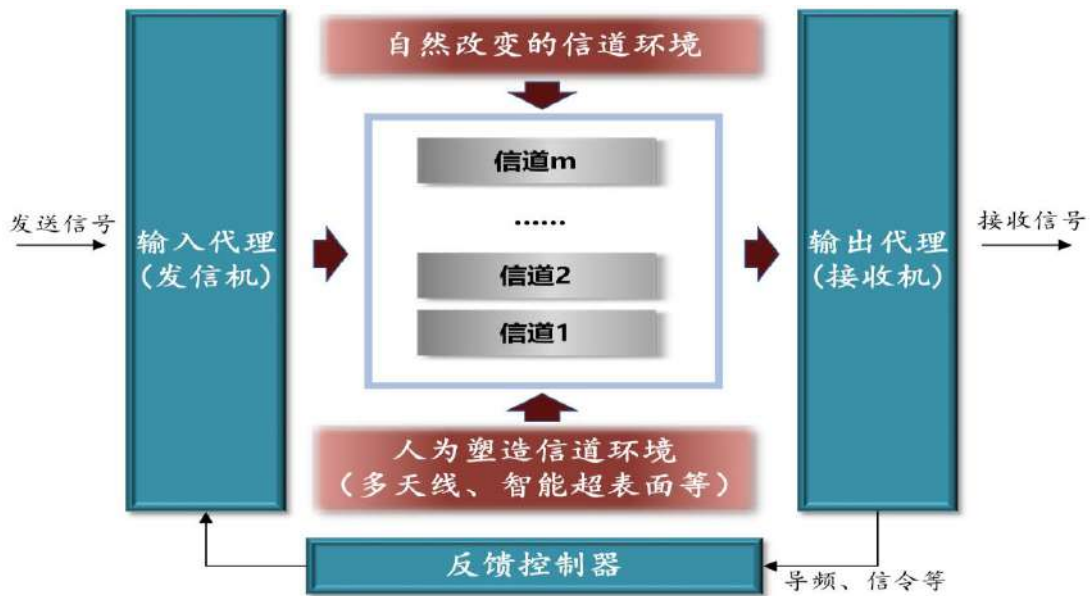 自然改变的信道环境
信道m
......
信道2
信道1
发送信号
输入代理
(发信机)
输出代理
(接收机)
接收信号
人为塑造信道环境
（多天线、智能超表面等）
反馈控制器
导频、信令等